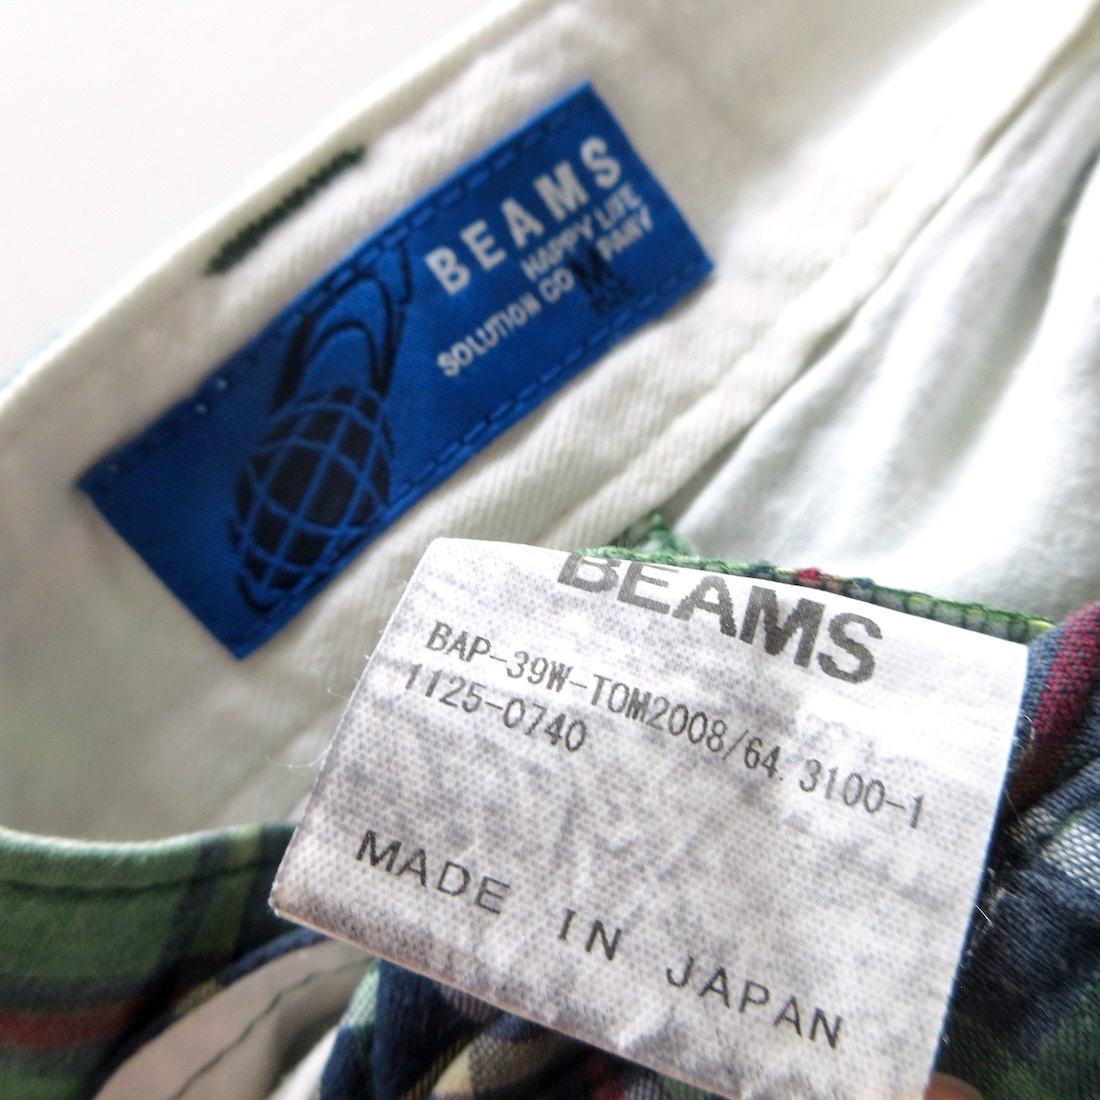 BEAMS
HAPPY LIFE
SOLUTION COMPANY
M
BEAMS
BAP-39W-TOM2008/64.3100-1
1125-0740
MADE IN JAPAN